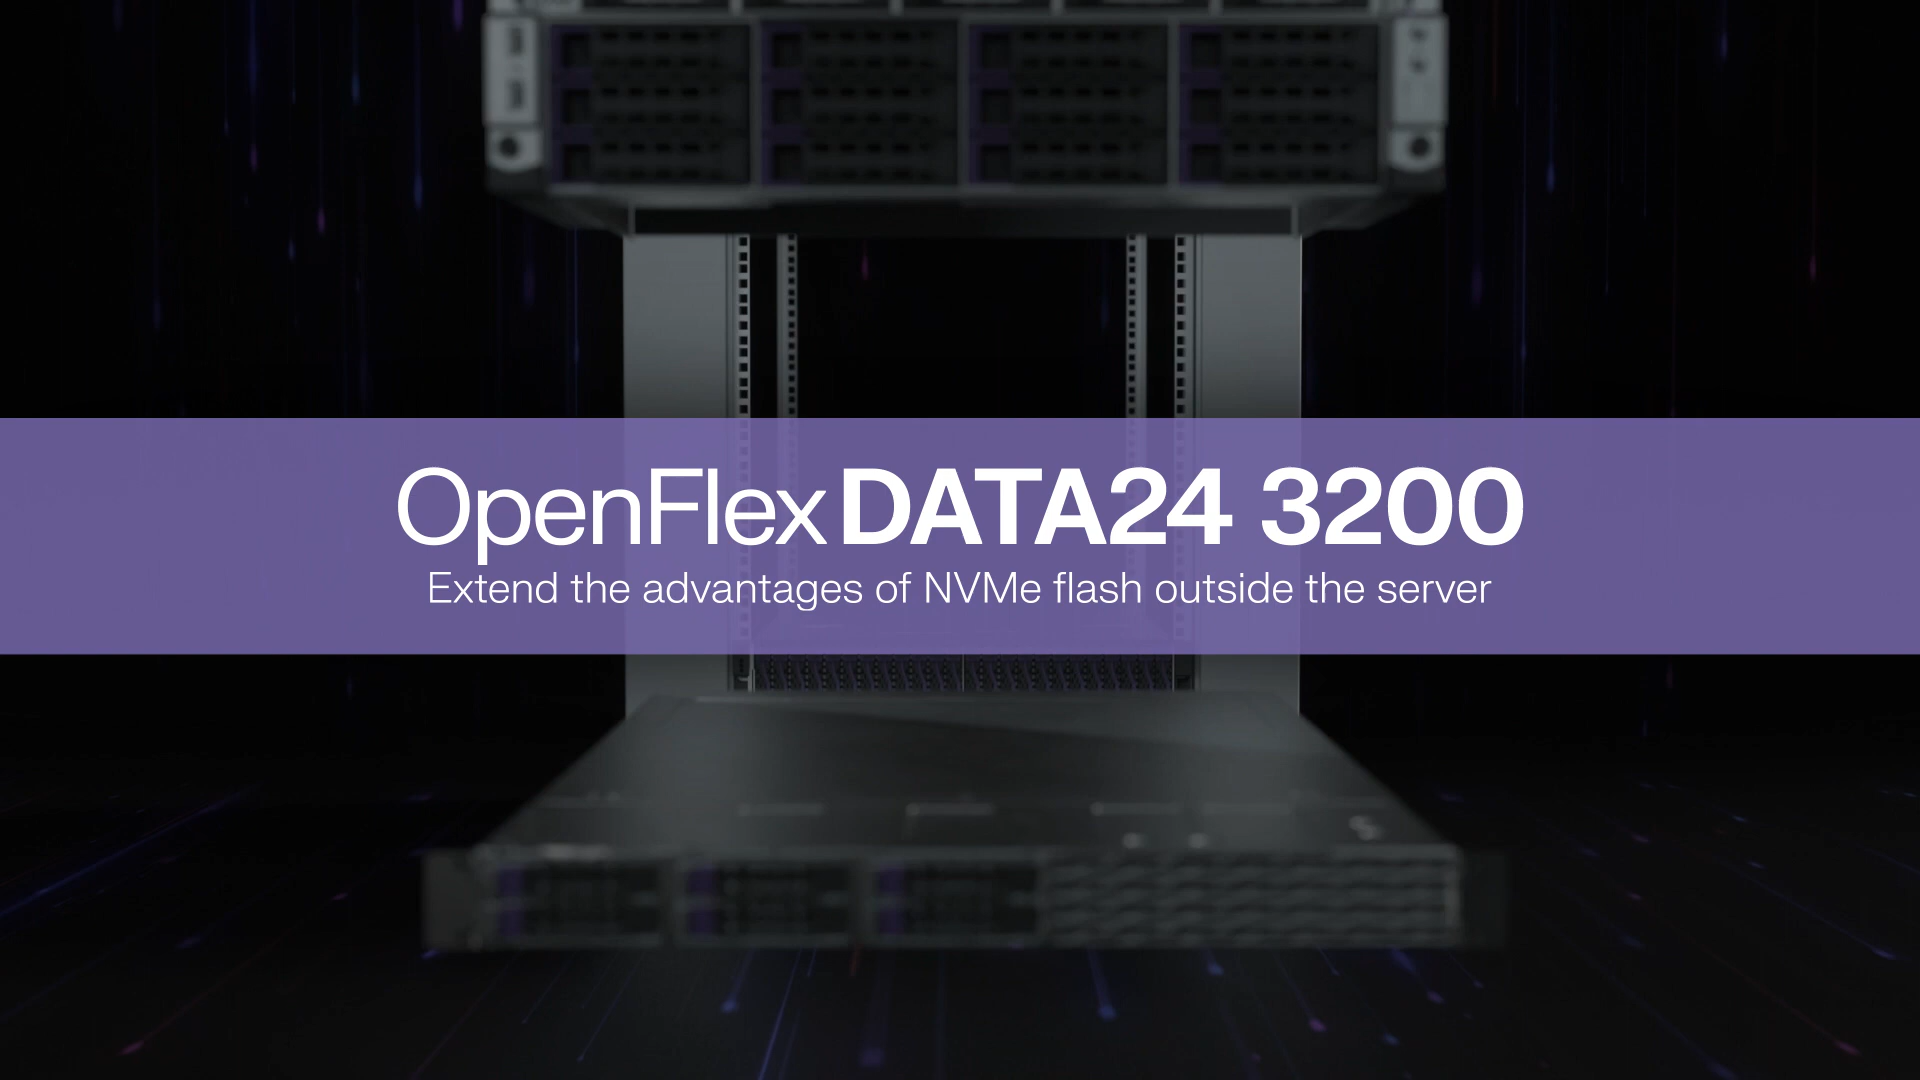 OpenFlex DATA24 3200
Extend the advantages of NVMe flash outside the server